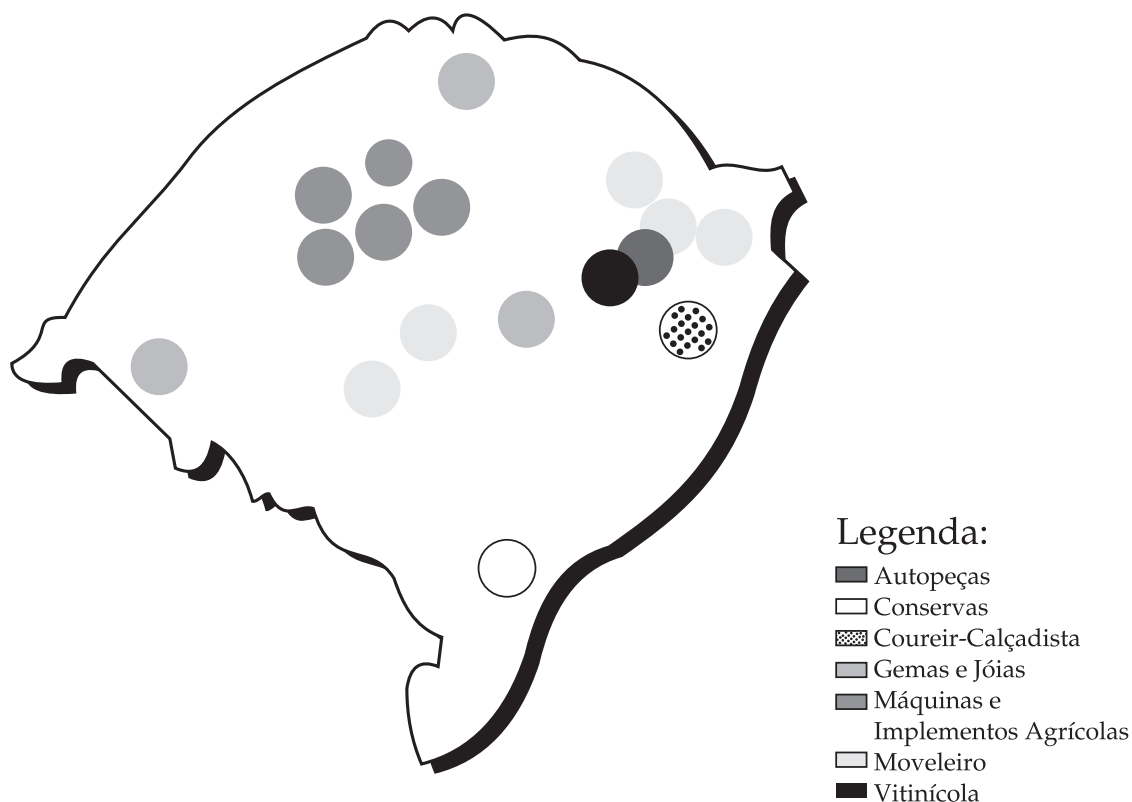 Legenda:
Autopeças
Conservas
Coureir-Calçadista
Gemas e Jóias
Máquinas e
Implementos Agrícolas
Moveleiro
Vitinícola